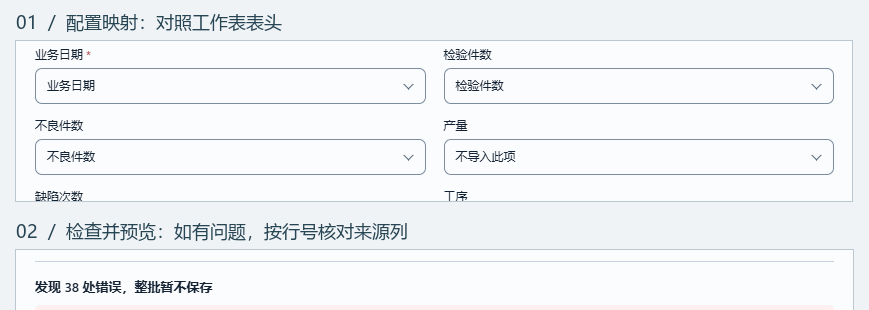 01 / 配置映射：对照工作表表头
业务日期 * 检验件数
业务日期 检验件数
不良件数 产量
不良件数 不导入此项
缺陷次数 工序
02 / 检查并预览：如有问题，按行号核对来源列
发现 38 处错误，整批暂不保存